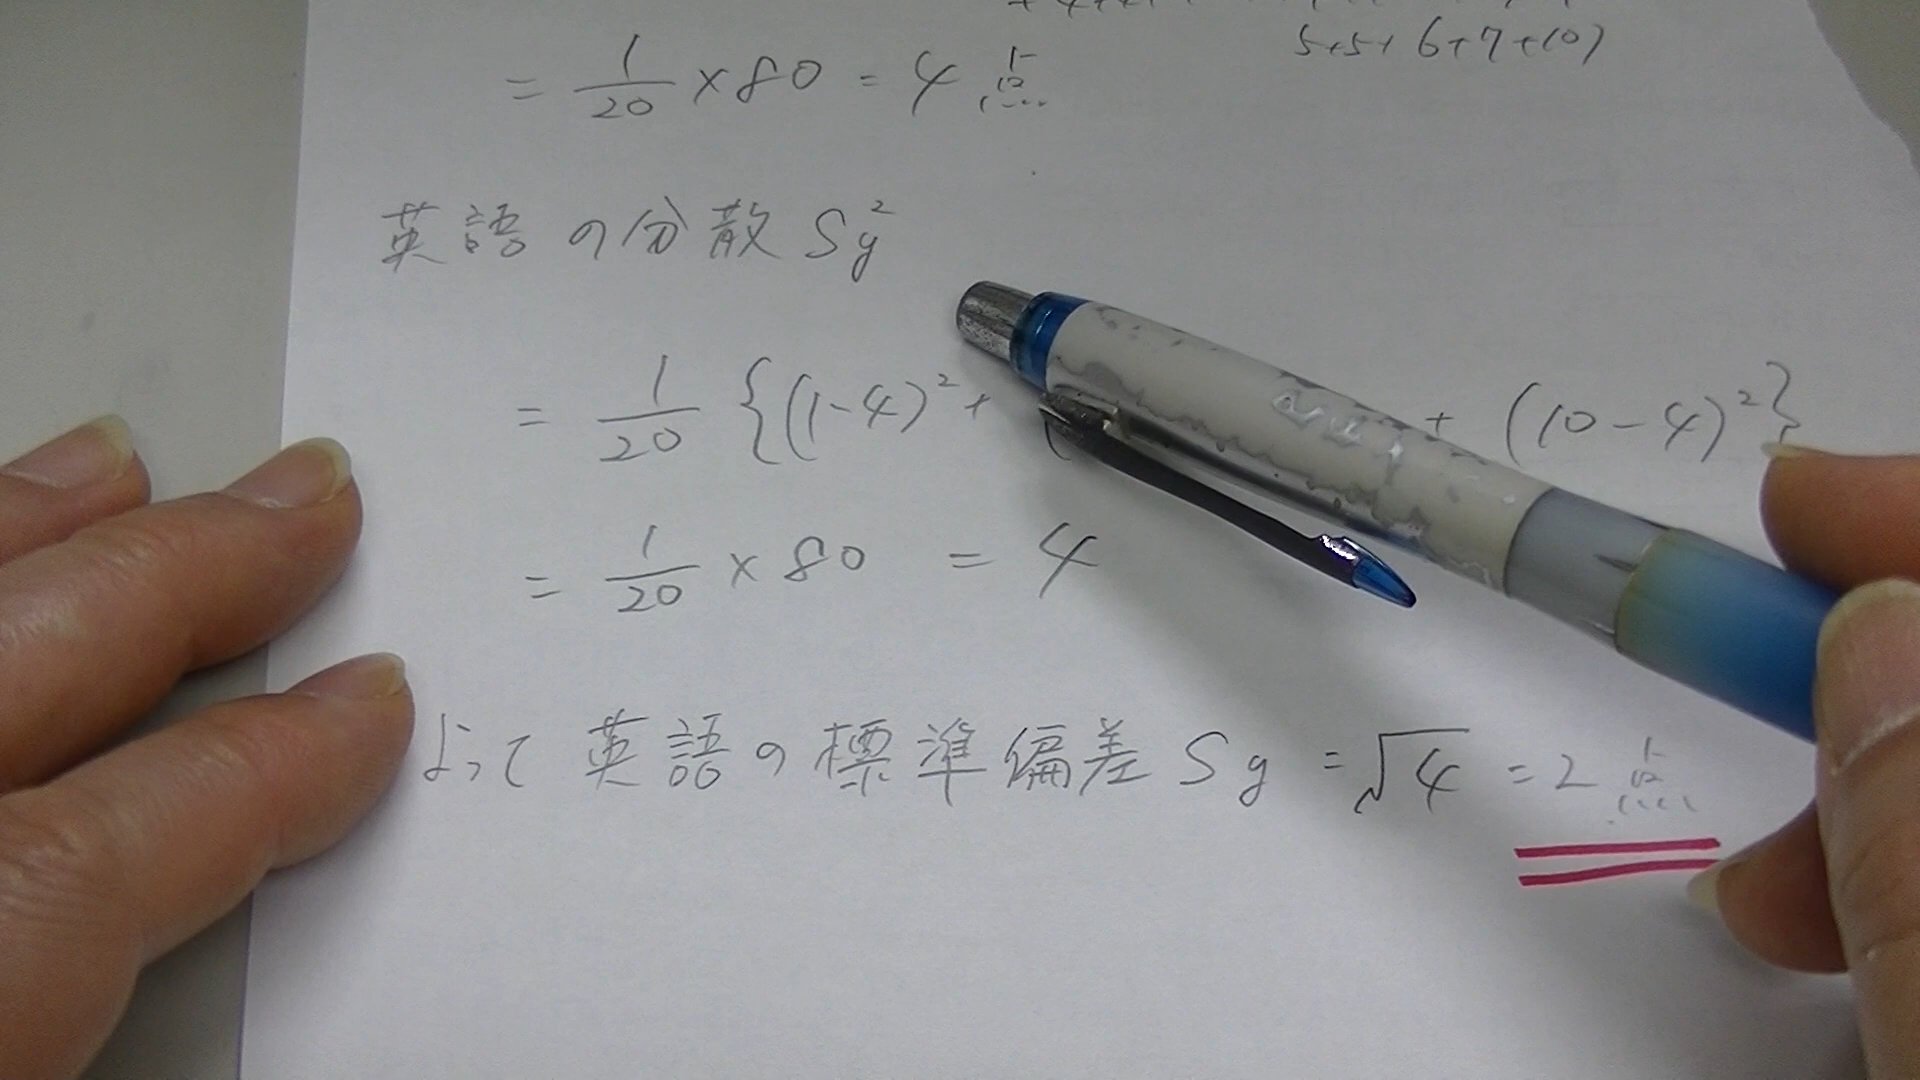 5+5+6+7+10)
= 1/20 × 80 = 4点
英語の分散 Sy²
= 1/20 {(1-4)² + ( + (10-4)²}
= 1/20 × 80 = 4
よって 英語の標準偏差 Sy = √4 = 2点